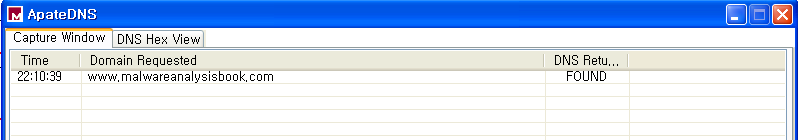 ApateDNS
Capture Window DNS Hex View
Time Domain Requested DNS Retu...
22:10:39 www.malwareanalysisbook.com FOUND